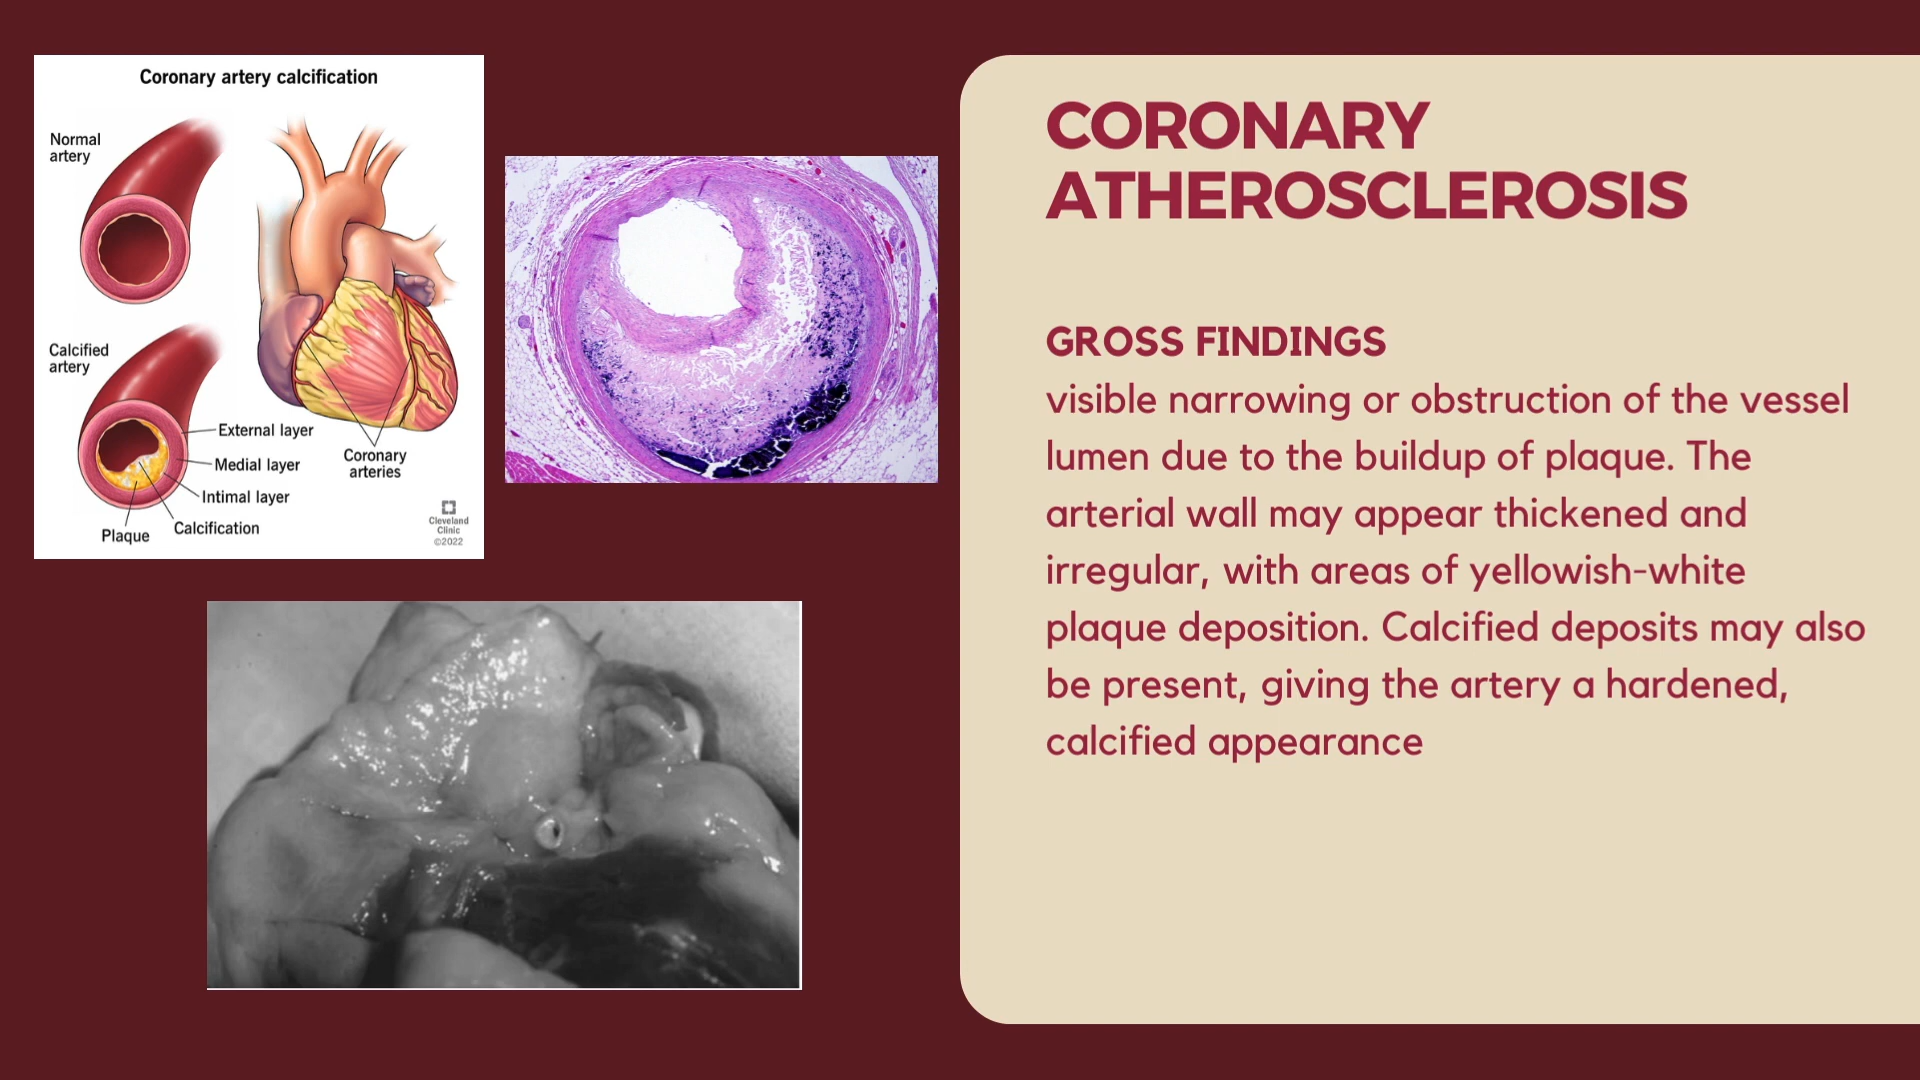 Coronary artery calcification
Normal
artery
Calcified
artery
External layer
Medial layer
Intimal layer
Calcification
Plaque
Coronary
arteries
Cleveland
Clinic
©2022
CORONARY
ATHEROSCLEROSIS
GROSS FINDINGS
visible narrowing or obstruction of the vessel
lumen due to the buildup of plaque. The
arterial wall may appear thickened and
irregular, with areas of yellowish-white
plaque deposition. Calcified deposits may also
be present, giving the artery a hardened,
calcified appearance